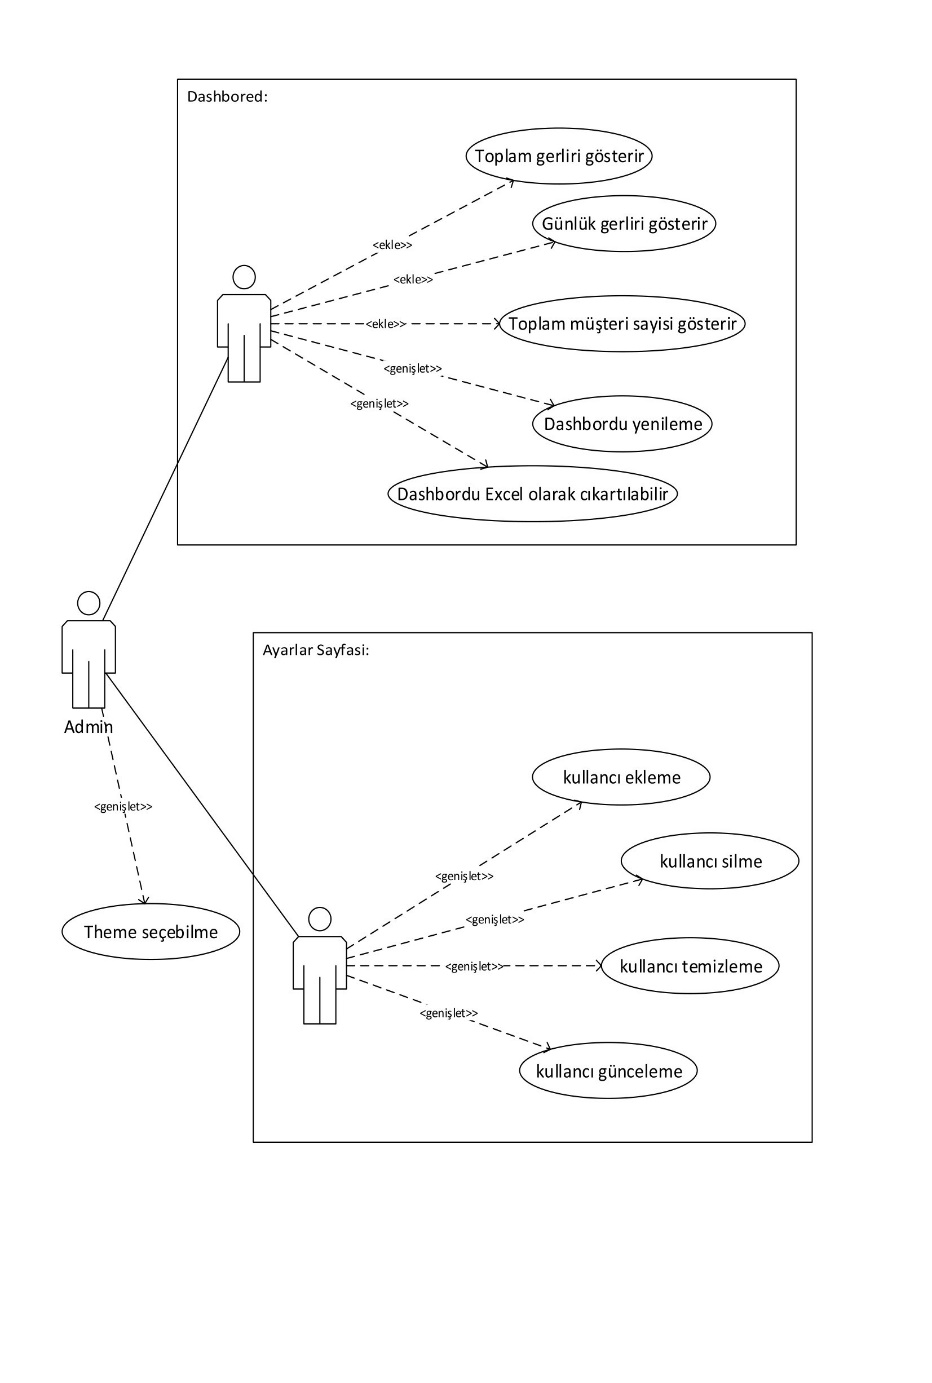 Dashbored:
Toplam gerliri gösterir
Günlük gerliri gösterir
<ekle>>
<ekle>>
<ekle>>
Toplam müşteri sayisi gösterir
<genişlet>>
<genişlet>>
Dashbordu yenileme
Dashbordu Excel olarak cıkartılabilir
Admin
<genişlet>>
Theme seçebilme
Ayarlar Sayfasi:
kullancı ekleme
kullancı silme
<genişlet>>
<genişlet>>
<genişlet>>
kullancı temizleme
<genişlet>>
kullancı günceleme